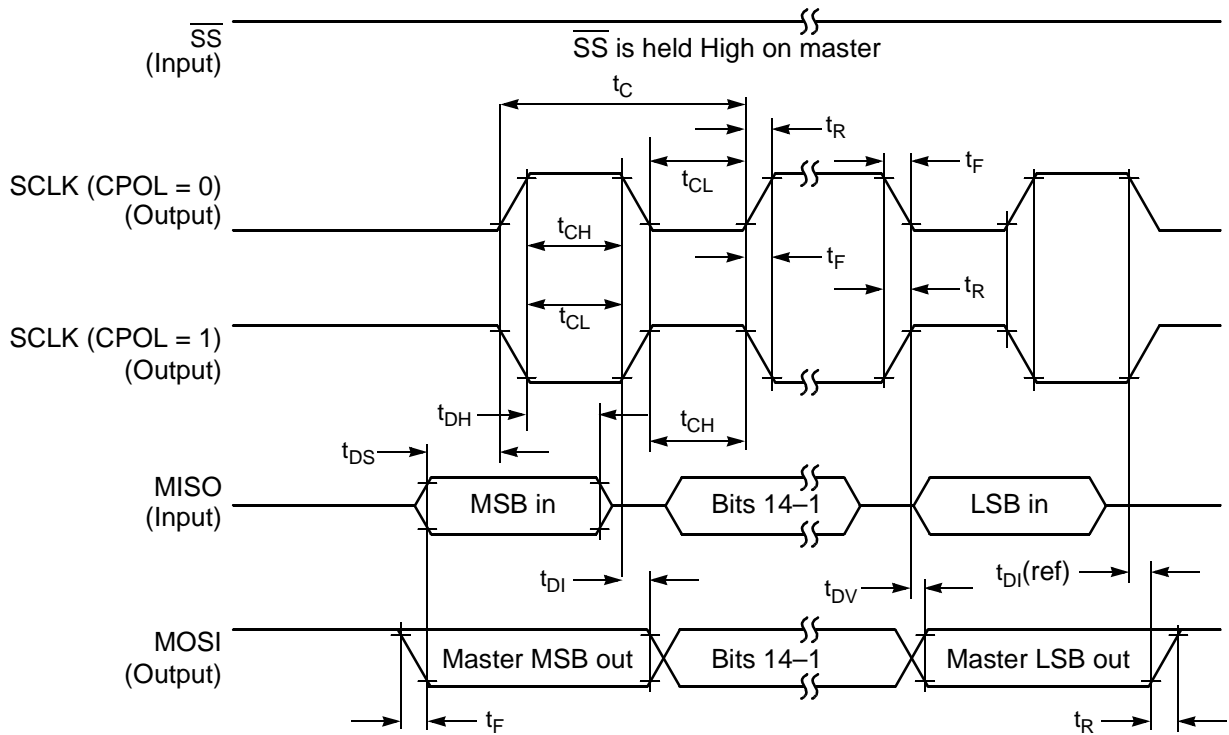 SS
(Input)
SS is held High on master
tC
tR
tF
SCLK (CPOL = 0)
(Output)
tCL
tCH
tF
tR
SCLK (CPOL = 1)
(Output)
tCL
tDH
tCH
tDS
MISO
(Input)
MSB in
Bits 14–1
LSB in
tDI
tDV
tDI(ref)
MOSI
(Output)
Master MSB out
Bits 14–1
Master LSB out
tF
tR